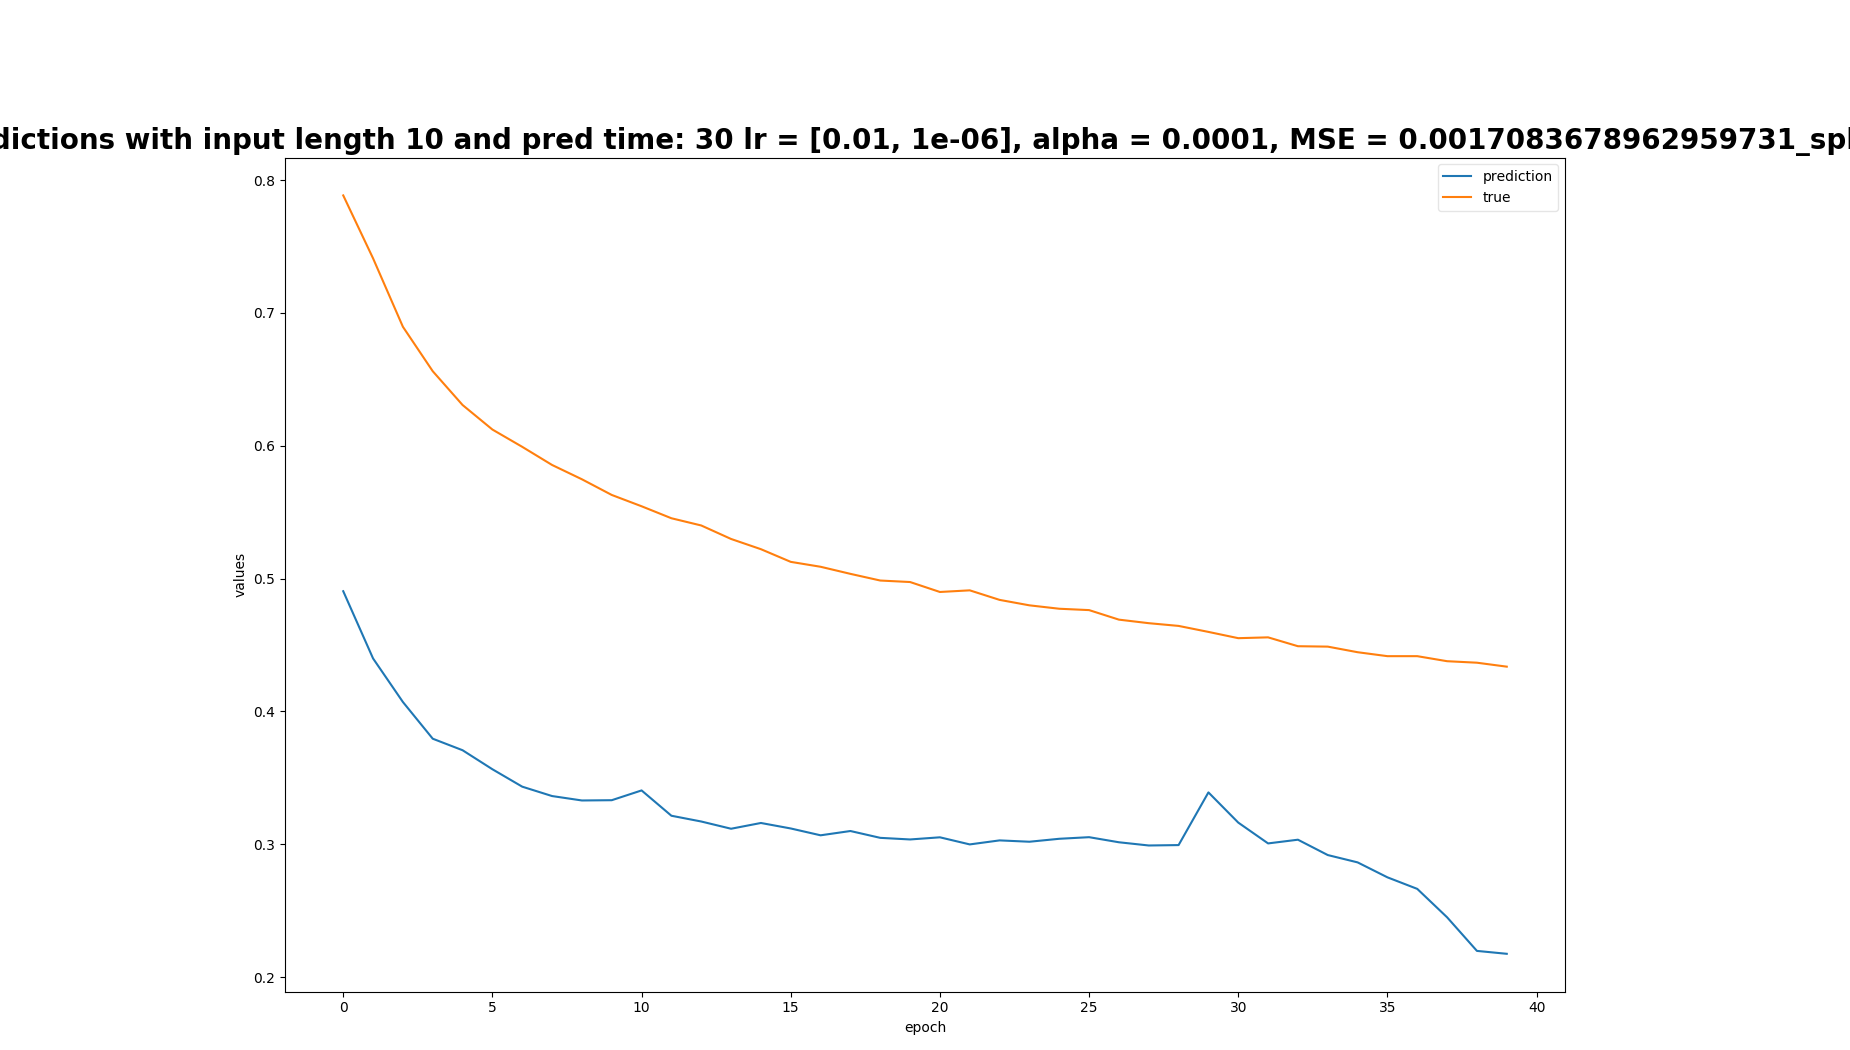 dictions with input length 10 and pred time: 30 lr = [0.01, 1e-06], alpha = 0.0001, MSE = 0.0017083678962959731_spl
prediction
true
0.8
0.7
0.6
0.5
0.4
0.3
0.2
values
0 5 10 15 20 25 30 35 40
epoch